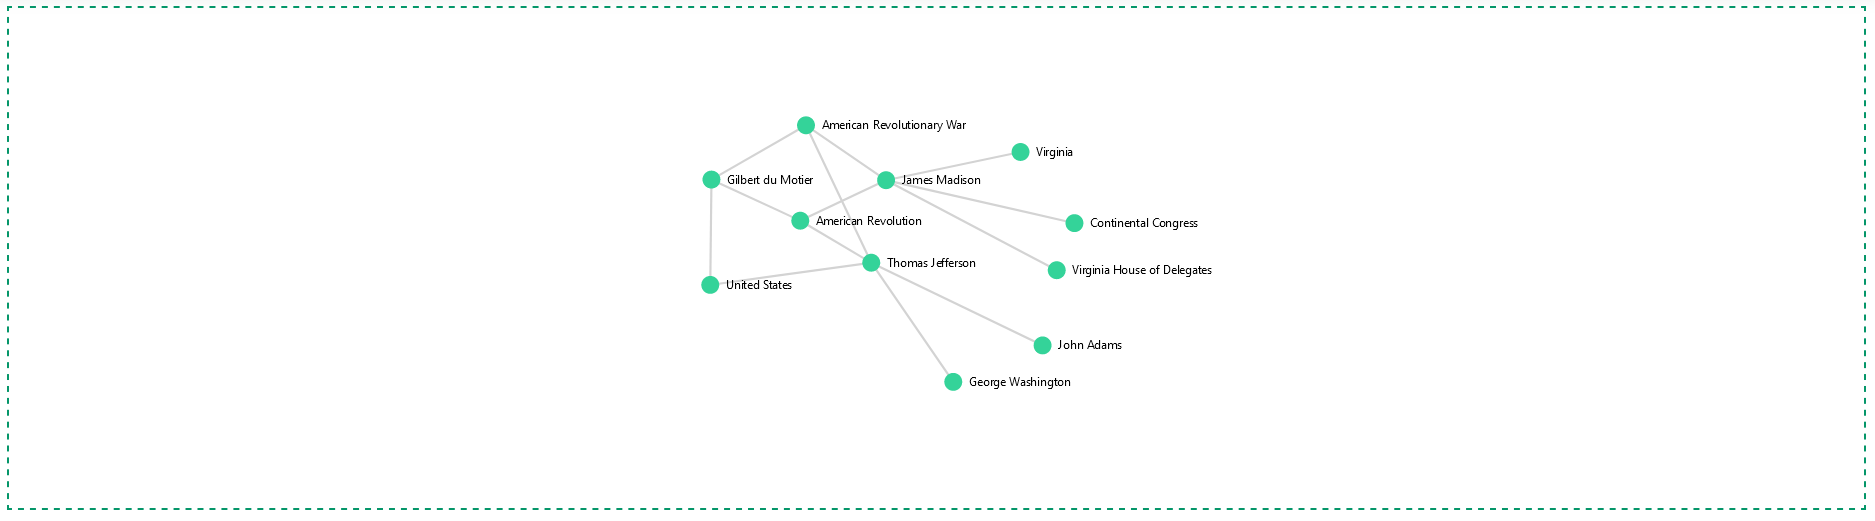 American Revolutionary War
Virginia
Gilbert du Motier
James Madison
American Revolution
Continental Congress
Thomas Jefferson
Virginia House of Delegates
United States
John Adams
George Washington